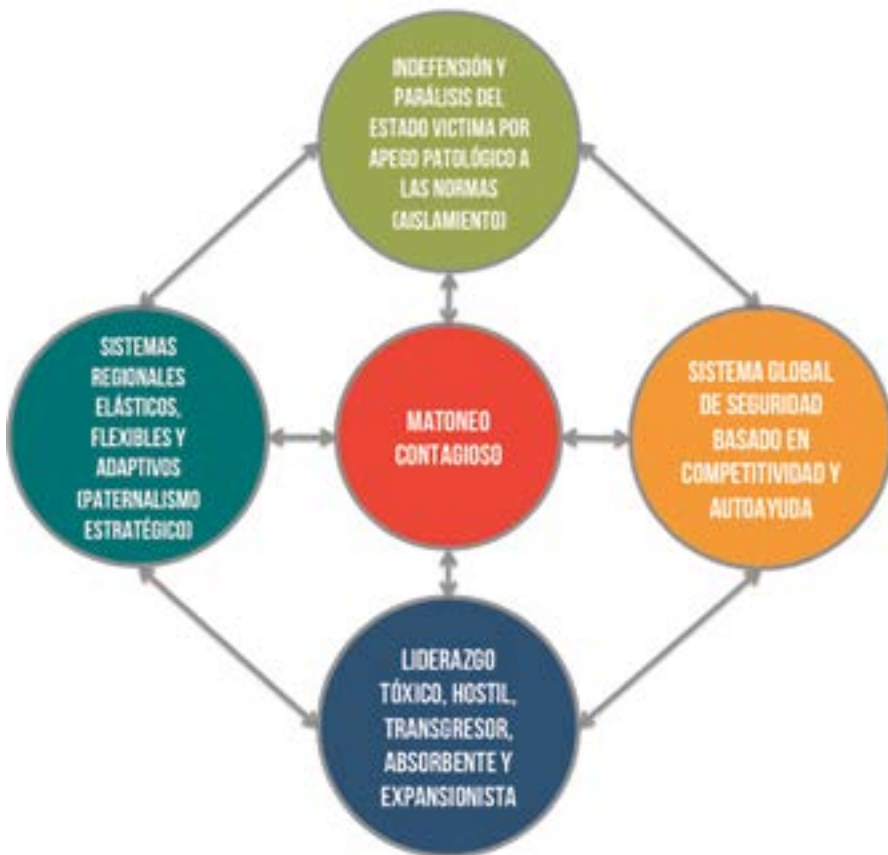 INDEFENSIÓN Y
PARÁLISIS DEL
ESTADO VICTIMA POR
APEGO PATOLÓGICO A
LAS NORMAS
(AISLAMIENTO)
SISTEMAS
REGIONALES
ELÁSTICOS,
FLEXIBLES Y
ADAPTIVOS
(PATERNALISMO
ESTRATÉGICO)
MATONEO
CONTAGIOSO
SISTEMA GLOBAL
DE SEGURIDAD
BASADO EN
COMPETITIVIDAD Y
AUTOAYUDA
LIDERAZGO
TÓXICO, HOSTIL,
TRANSGRESOR,
ABSORBENTE Y
EXPANSIONISTA